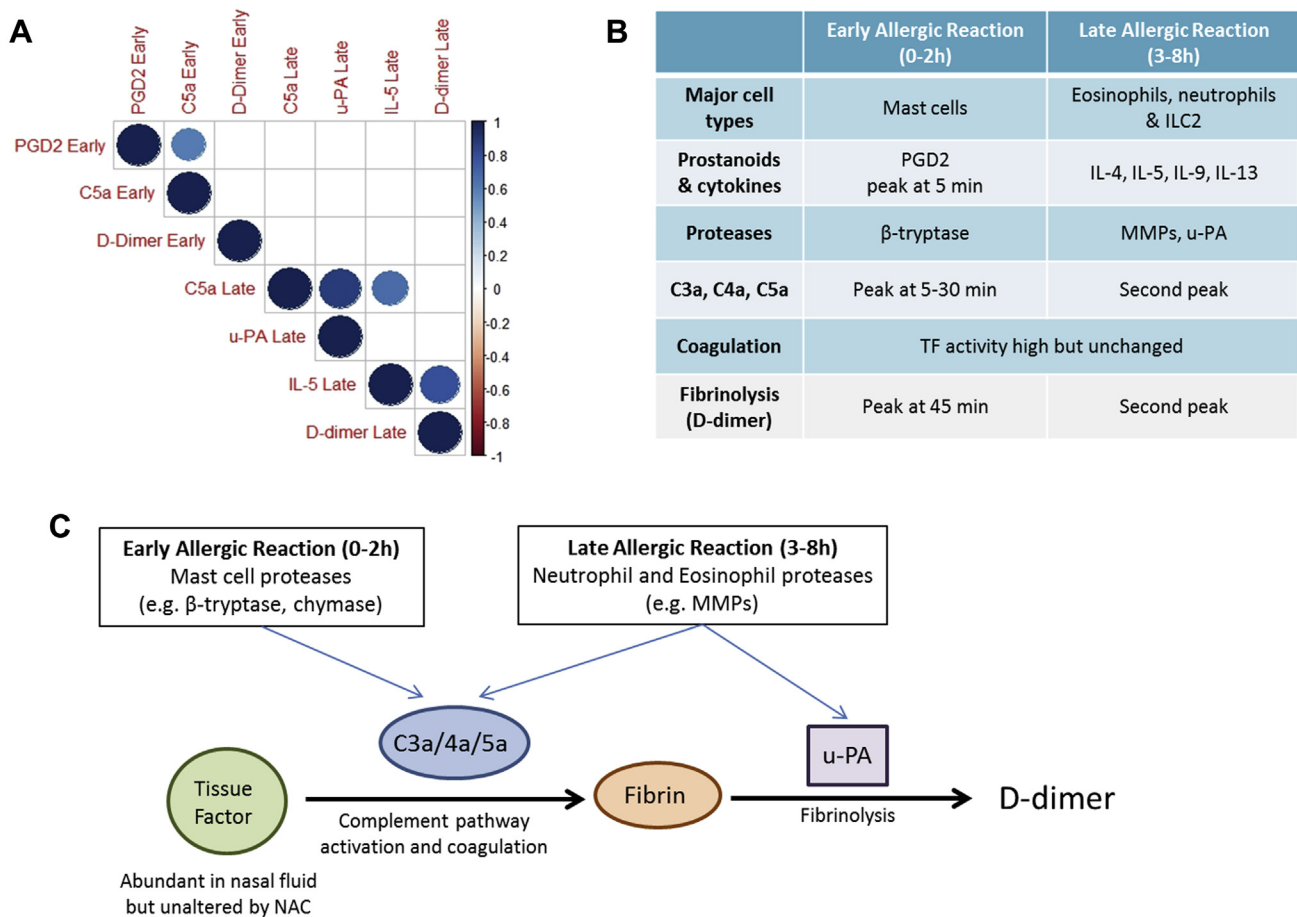 A
PGD2 Early
C5a Early
D-Dimer Early
C5a Late
u-PA Late
IL-5 Late
D-dimer Late
PGD2 Early
C5a Early
D-Dimer Early
C5a Late
u-PA Late
IL-5 Late
D-dimer Late
1
0.8
0.6
0.4
0.2
0
-0.2
-0.4
-0.6
-0.8
-1
B
Early Allergic Reaction
(0-2h)
Late Allergic Reaction
(3-8h)
Major cell
types
Mast cells
Eosinophils, neutrophils
& ILC2
Prostanoids
& cytokines
PGD2
peak at 5 min
IL-4, IL-5, IL-9, IL-13
Proteases
β-tryptase
MMPs, u-PA
C3a, C4a, C5a
Peak at 5-30 min
Second peak
Coagulation
TF activity high but unchanged
Fibrinolysis
(D-dimer)
Peak at 45 min
Second peak
C
Early Allergic Reaction (0-2h)
Mast cell proteases
(e.g. β-tryptase, chymase)
Late Allergic Reaction (3-8h)
Neutrophil and Eosinophil proteases
(e.g. MMPs)
C3a/4a/5a
u-PA
Tissue
Factor
Fibrin
D-dimer
Complement pathway
activation and coagulation
Fibrinolysis
Abundant in nasal fluid
but unaltered by NAC